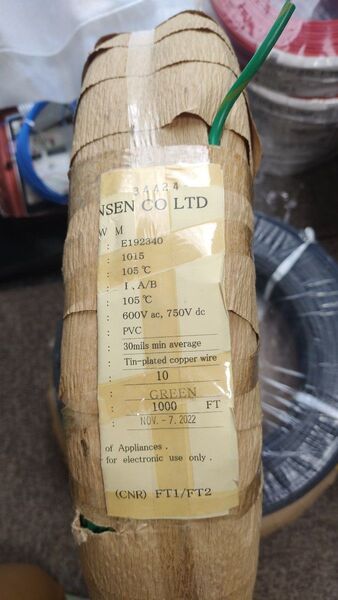 34424
NSEN CO LTD
W M
: E192340
: 1015
: 105 ℃
: I , A/B
: 105 ℃
: 600V ac, 750V dc
: PVC
: 30mils min average
: Tin-plated copper wire
: 10
: GREEN
: 1000 FT
: NOV. - 7. 2022
of Appliances .
for electronic use only .
(CNR) FT1/FT2